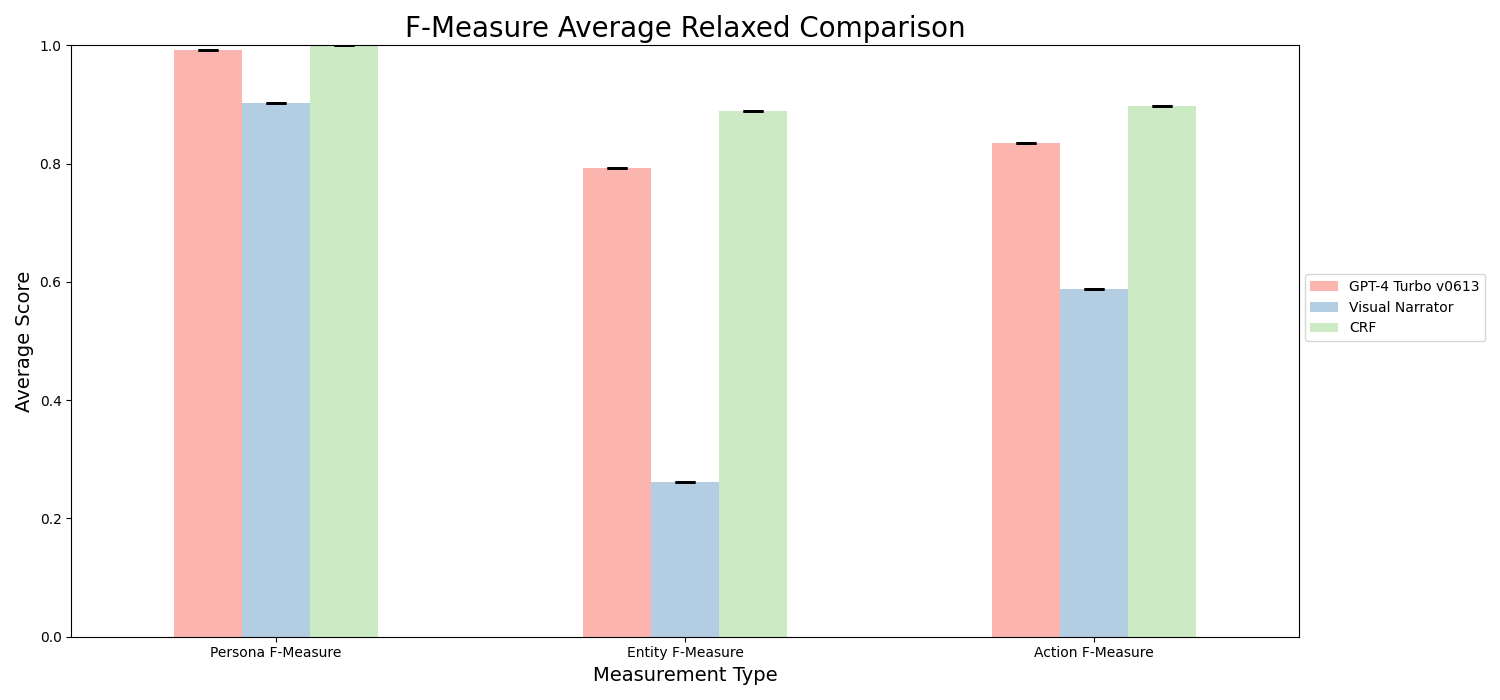 F-Measure Average Relaxed Comparison
Average Score
1.0
0.8
0.6
0.4
0.2
0.0
Persona F-Measure
Entity F-Measure
Action F-Measure
Measurement Type
GPT-4 Turbo v0613
Visual Narrator
CRF